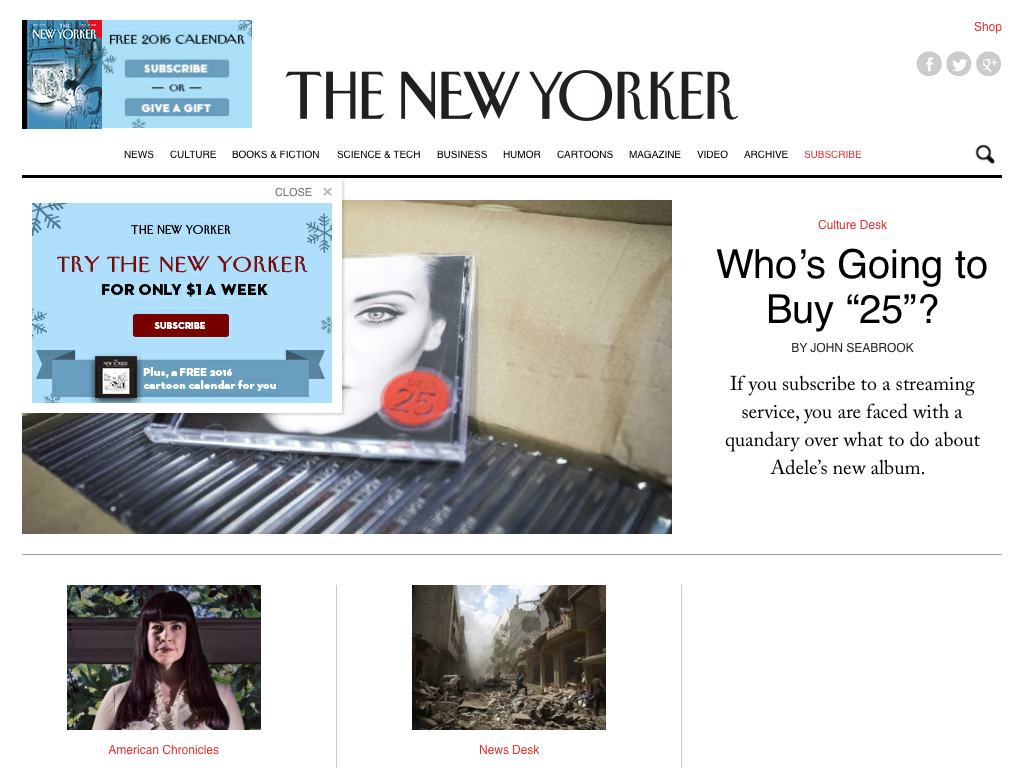 THE
NEW YORKER
FREE 2016 CALENDAR
SUBSCRIBE
— OR —
GIVE A GIFT
THE NEW YORKER
Shop
NEWS CULTURE BOOKS & FICTION SCIENCE & TECH BUSINESS HUMOR CARTOONS MAGAZINE VIDEO ARCHIVE SUBSCRIBE
CLOSE ×
THE NEW YORKER
TRY THE NEW YORKER
FOR ONLY $1 A WEEK
SUBSCRIBE
Plus, a FREE 2016
cartoon calendar for you
25
Culture Desk
Who’s Going to
Buy “25”?
BY JOHN SEABROOK
If you subscribe to a streaming
service, you are faced with a
quandary over what to do about
Adele’s new album.
American Chronicles
News Desk